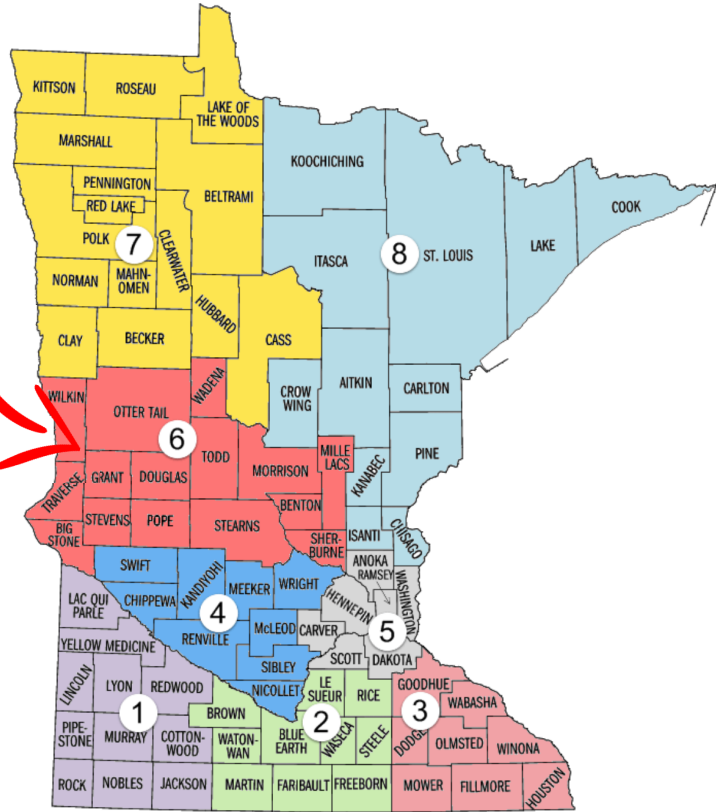 KITTSON
ROSEAU
LAKE OF
THE WOODS
MARSHALL
KOOCHICHING
PENNINGTON
BELTRAMI
RED LAKE
COOK
POLK
7
CLEARWATER
8
ST. LOUIS
LAKE
ITASCA
NORMAN
MAHN-
OMEN
HUBBARD
CLAY
BECKER
CASS
WILKIN
WADENA
CROW
WING
AITKIN
CARLTON
OTTER TAIL
6
TODD
MILLE
LACS
PINE
GRANT
DOUGLAS
MORRISON
KANABEC
TRAVERSE
BENTON
STEVENS
POPE
STEARNS
BIG
STONE
SHER-
BURNE
ISANTI
CHISAGO
SWIFT
KANDIYOHI
ANOKA
RAMSEY
WASHINGTON
LAC QUI
PARLE
CHIPPEWA
MEEKER
WRIGHT
HENNEPIN
4
McLEOD
CARVER
5
YELLOW MEDICINE
RENVILLE
SCOTT
DAKOTA
LINCOLN
LYON
REDWOOD
SIBLEY
NICOLLET
LE
SUEUR
RICE
GOODHUE
WABASHA
1
BROWN
2
3
PIPE-
STONE
MURRAY
COTTON-
WOOD
WATON-
WAN
BLUE
EARTH
WASECA
STEELE
DODGE
OLMSTED
WINONA
ROCK
NOBLES
JACKSON
MARTIN
FARIBAULT
FREEBORN
MOWER
FILLMORE
HOUSTON